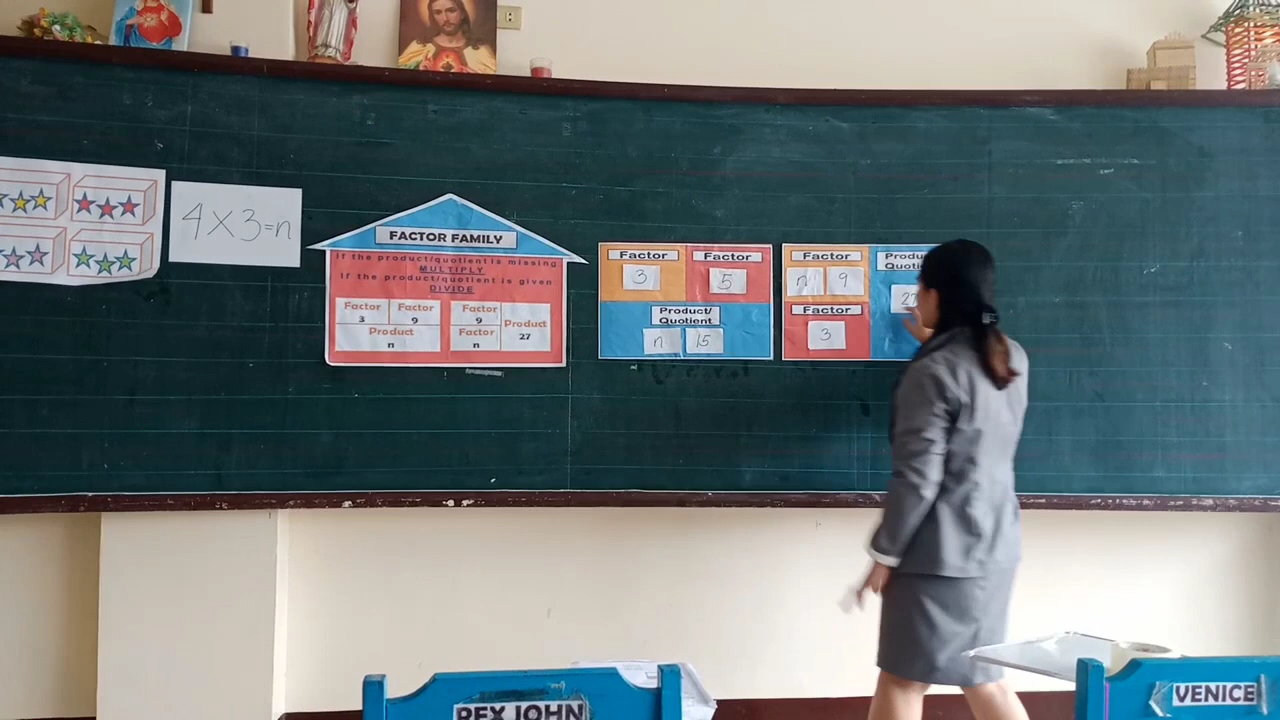 4x3=n
FACTOR FAMILY
If the product/quotient is missing
MULTIPLY
If the product/quotient is given
DIVIDE
Factor Factor
3 9
Product
n
Factor
9
Factor
n
Product
27
Factor Factor
3 5
Product/
Quotient
n 15
Factor
n 9
Factor
3
27
REX JOHN
VENICE